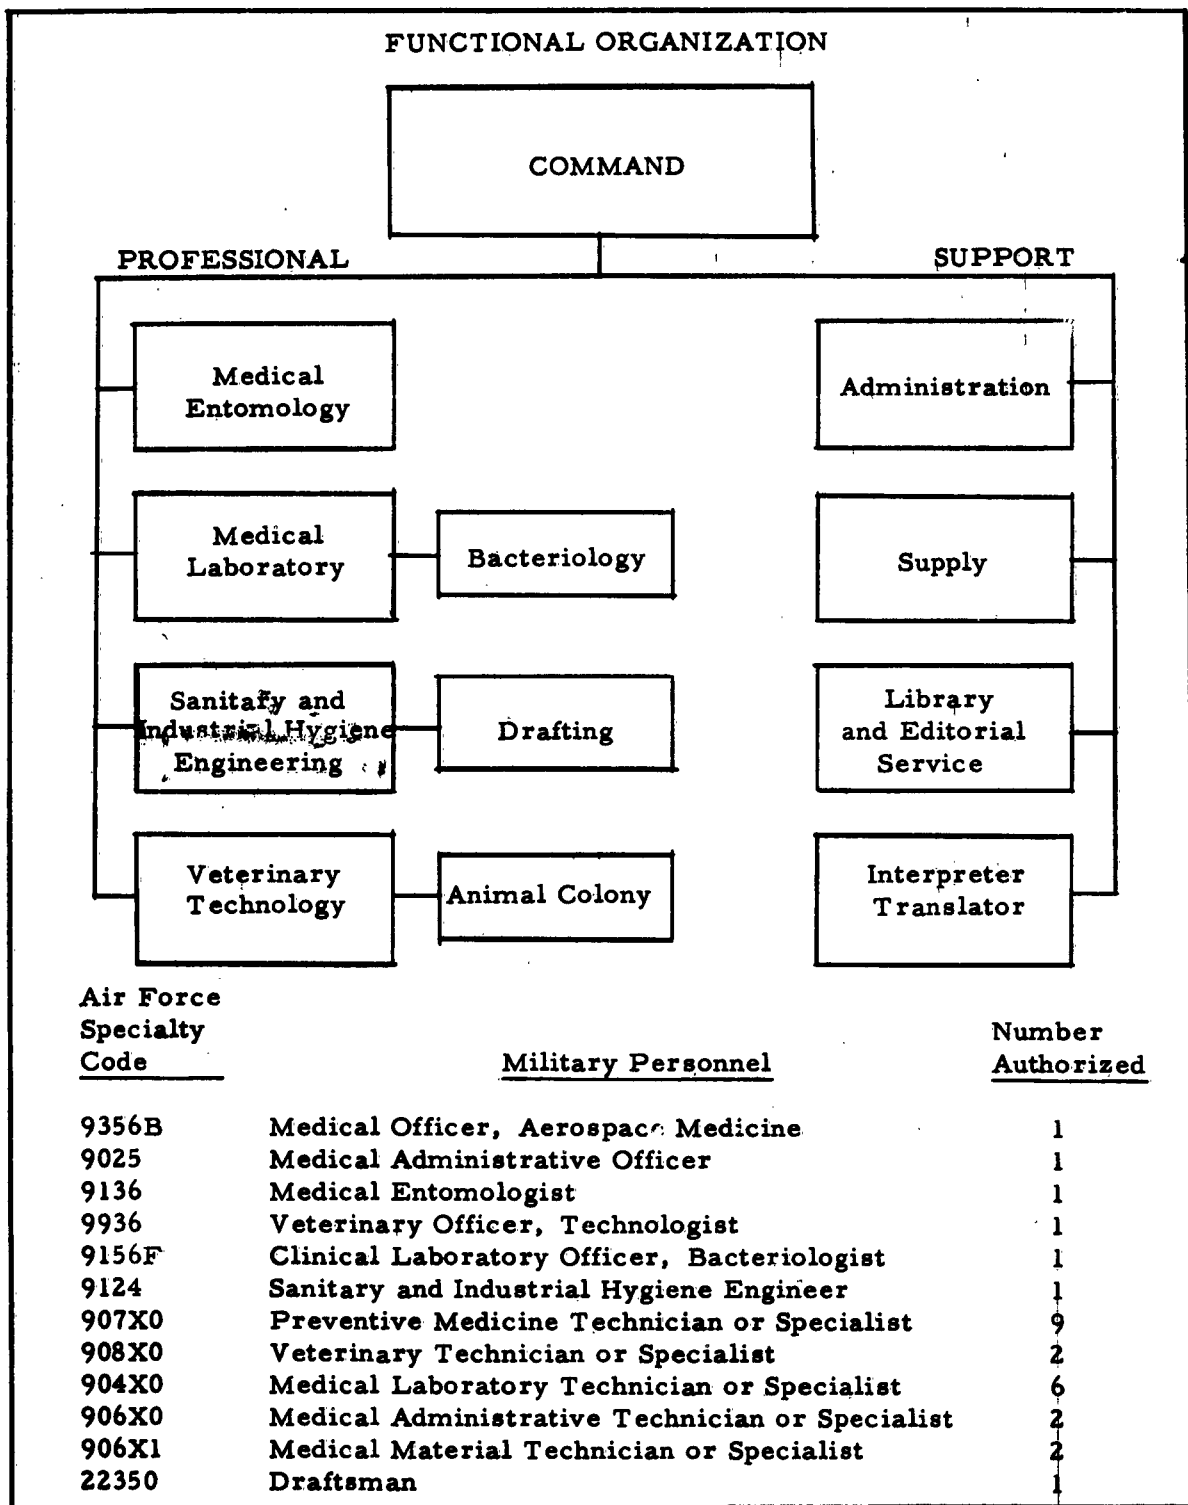 FUNCTIONAL ORGANIZATION
COMMAND
PROFESSIONAL
SUPPORT
Medical
Entomology
Administration
Medical
Laboratory
Bacteriology
Supply
Sanitary and
Industrial Hygiene
Engineering
Drafting
Library
and Editorial
Service
Veterinary
Technology
Animal Colony
Interpreter
Translator
Air Force
Specialty
Code
Military Personnel
Number
Authorized
9356B Medical Officer, Aerospace Medicine 1
9025 Medical Administrative Officer 1
9136 Medical Entomologist 1
9936 Veterinary Officer, Technologist 1
9156F Clinical Laboratory Officer, Bacteriologist 1
9124 Sanitary and Industrial Hygiene Engineer 1
907X0 Preventive Medicine Technician or Specialist 9
908X0 Veterinary Technician or Specialist 2
904X0 Medical Laboratory Technician or Specialist 6
906X0 Medical Administrative Technician or Specialist 2
906X1 Medical Material Technician or Specialist 2
22350 Draftsman 1